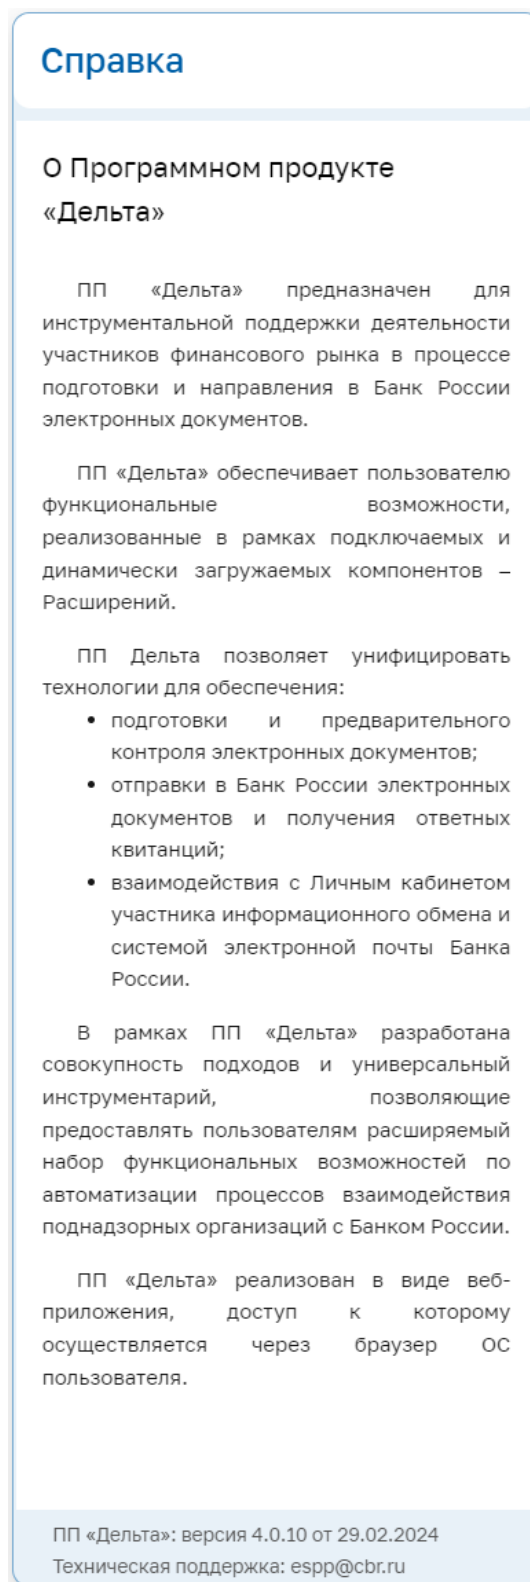 Справка
О Программном продукте
«Дельта»
ПП «Дельта» предназначен для
инструментальной поддержки деятельности
участников финансового рынка в процессе
подготовки и направления в Банк России
электронных документов.
ПП «Дельта» обеспечивает пользователю
функциональные возможности,
реализованные в рамках подключаемых и
динамически загружаемых компонентов –
Расширений.
ПП Дельта позволяет унифицировать
технологии для обеспечения:
• подготовки и предварительного
контроля электронных документов;
• отправки в Банк России электронных
документов и получения ответных
квитанций;
• взаимодействия с Личным кабинетом
участника информационного обмена и
системой электронной почты Банка
России.
В рамках ПП «Дельта» разработана
совокупность подходов и универсальный
инструментарий, позволяющие
предоставлять пользователям расширяемый
набор функциональных возможностей по
автоматизации процессов взаимодействия
поднадзорных организаций с Банком России.
ПП «Дельта» реализован в виде веб-
приложения, доступ к которому
осуществляется через браузер ОС
пользователя.
ПП «Дельта»: версия 4.0.10 от 29.02.2024
Техническая поддержка: espp@cbr.ru